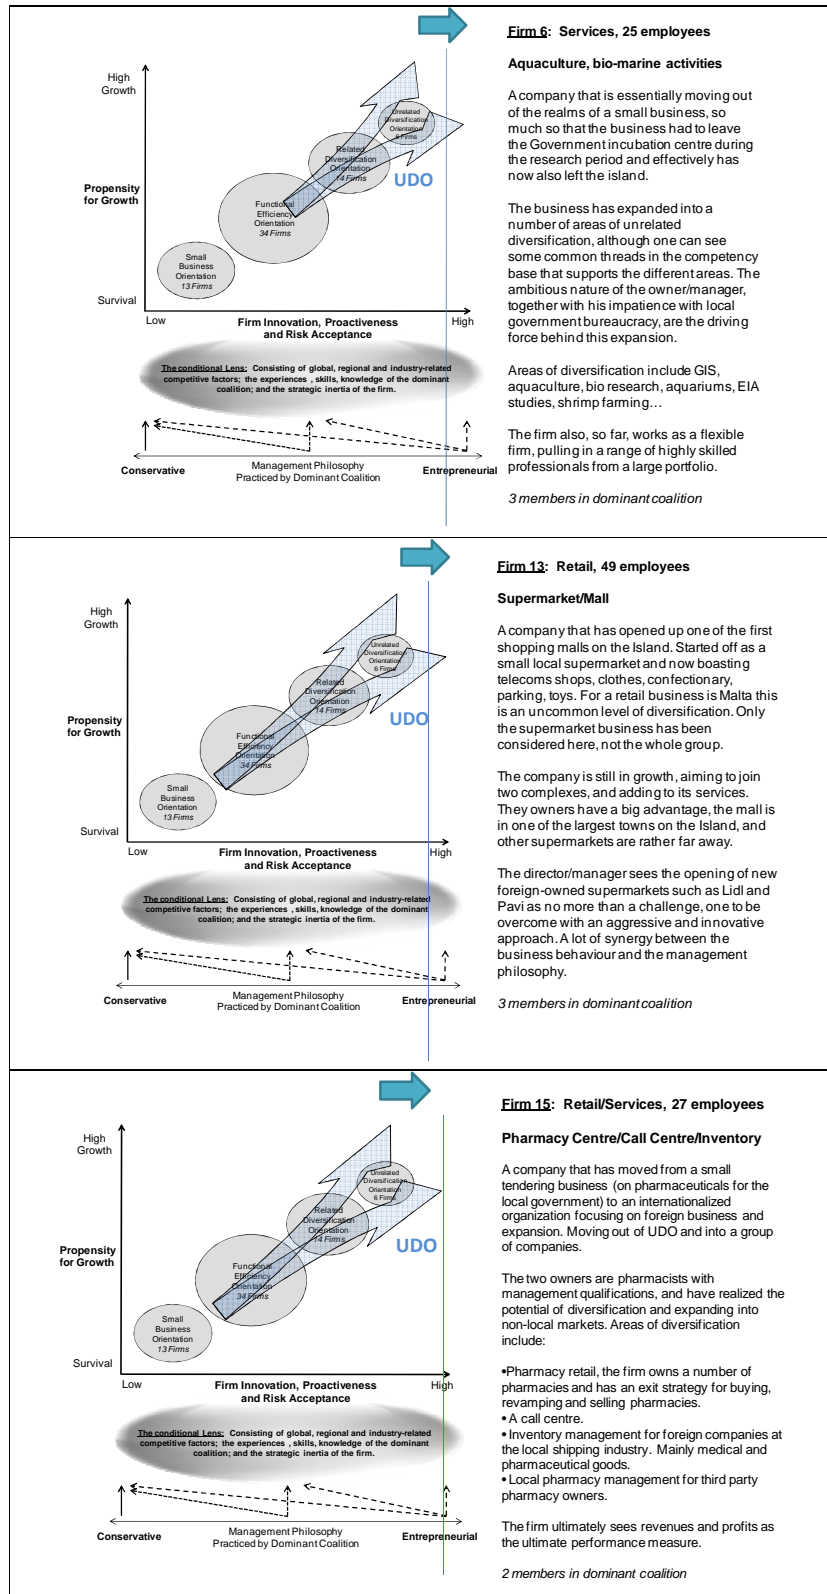 Firm 6: Services, 25 employees
Aquaculture, bio-marine activities
A company that is essentially moving out
of the realms of a small business, so
much so that the business had to leave
the Government incubation centre during
the research period and effectively has
now also left the island.
The business has expanded into a
number of areas of unrelated
diversification, although one can see
some common threads in the competency
base that supports the different areas. The
ambitious nature of the owner/manager,
together with his impatience with local
government bureaucracy, are the driving
force behind this expansion.
Areas of diversification include GIS,
aquaculture, bio research, aquariums, EIA
studies, shrimp farming…
The firm also, so far, works as a flexible
firm, pulling in a range of highly skilled
professionals from a large portfolio.
3 members in dominant coalition
High
Growth
Propensity
for Growth
Survival
Unrelated
Diversification
Orientation
6 Firms
Related
Diversification
Orientation
14 Firms
UDO
Functional
Efficiency
Orientation
34 Firms
Small
Business
Orientation
13 Firms
Low
Firm Innovation, Proactiveness
and Risk Acceptance
High
The conditional Lens: Consisting of global, regional and industry-related
competitive factors; the experiences , skills, knowledge of the dominant
coalition; and the strategic inertia of the firm.
Conservative
Management Philosophy
Practiced by Dominant Coalition
Entrepreneurial
Firm 13: Retail, 49 employees
Supermarket/Mall
A company that has opened up one of the first
shopping malls on the Island. Started off as a
small local supermarket and now boasting
telecoms shops, clothes, confectionary,
parking, toys. For a retail business is Malta this
is an uncommon level of diversification. Only
the supermarket business has been
considered here, not the whole group.
The company is still in growth, aiming to join
two complexes, and adding to its services.
They owners have a big advantage, the mall is
in one of the largest towns on the Island, and
other supermarkets are rather far away.
The director/manager sees the opening of new
foreign-owned supermarkets such as Lidl and
Pavi as no more than a challenge, one to be
overcome with an aggressive and innovative
approach. A lot of synergy between the
business behaviour and the management
philosophy.
3 members in dominant coalition
High
Growth
Propensity
for Growth
Survival
Unrelated
Diversification
Orientation
6 Firms
Related
Diversification
Orientation
14 Firms
UDO
Functional
Efficiency
Orientation
34 Firms
Small
Business
Orientation
13 Firms
Low
Firm Innovation, Proactiveness
and Risk Acceptance
High
The conditional Lens: Consisting of global, regional and industry-related
competitive factors; the experiences , skills, knowledge of the dominant
coalition; and the strategic inertia of the firm.
Conservative
Management Philosophy
Practiced by Dominant Coalition
Entrepreneurial
Firm 15: Retail/Services, 27 employees
Pharmacy Centre/Call Centre/Inventory
A company that has moved from a small
tendering business (on pharmaceuticals for the
local government) to an internationalized
organization focusing on foreign business and
expansion. Moving out of UDO and into a group
of companies.
The two owners are pharmacists with
management qualifications, and have realized the
potential of diversification and expanding into
non-local markets. Areas of diversification
include:
•Pharmacy retail, the firm owns a number of
pharmacies and has an exit strategy for buying,
revamping and selling pharmacies.
• A call centre.
• Inventory management for foreign companies at
the local shipping industry. Mainly medical and
pharmaceutical goods.
• Local pharmacy management for third party
pharmacy owners.
The firm ultimately sees revenues and profits as
the ultimate performance measure.
2 members in dominant coalition
High
Growth
Propensity
for Growth
Survival
Unrelated
Diversification
Orientation
6 Firms
Related
Diversification
Orientation
14 Firms
UDO
Functional
Efficiency
Orientation
34 Firms
Small
Business
Orientation
13 Firms
Low
Firm Innovation, Proactiveness
and Risk Acceptance
High
The conditional Lens: Consisting of global, regional and industry-related
competitive factors; the experiences , skills, knowledge of the dominant
coalition; and the strategic inertia of the firm.
Conservative
Management Philosophy
Practiced by Dominant Coalition
Entrepreneurial